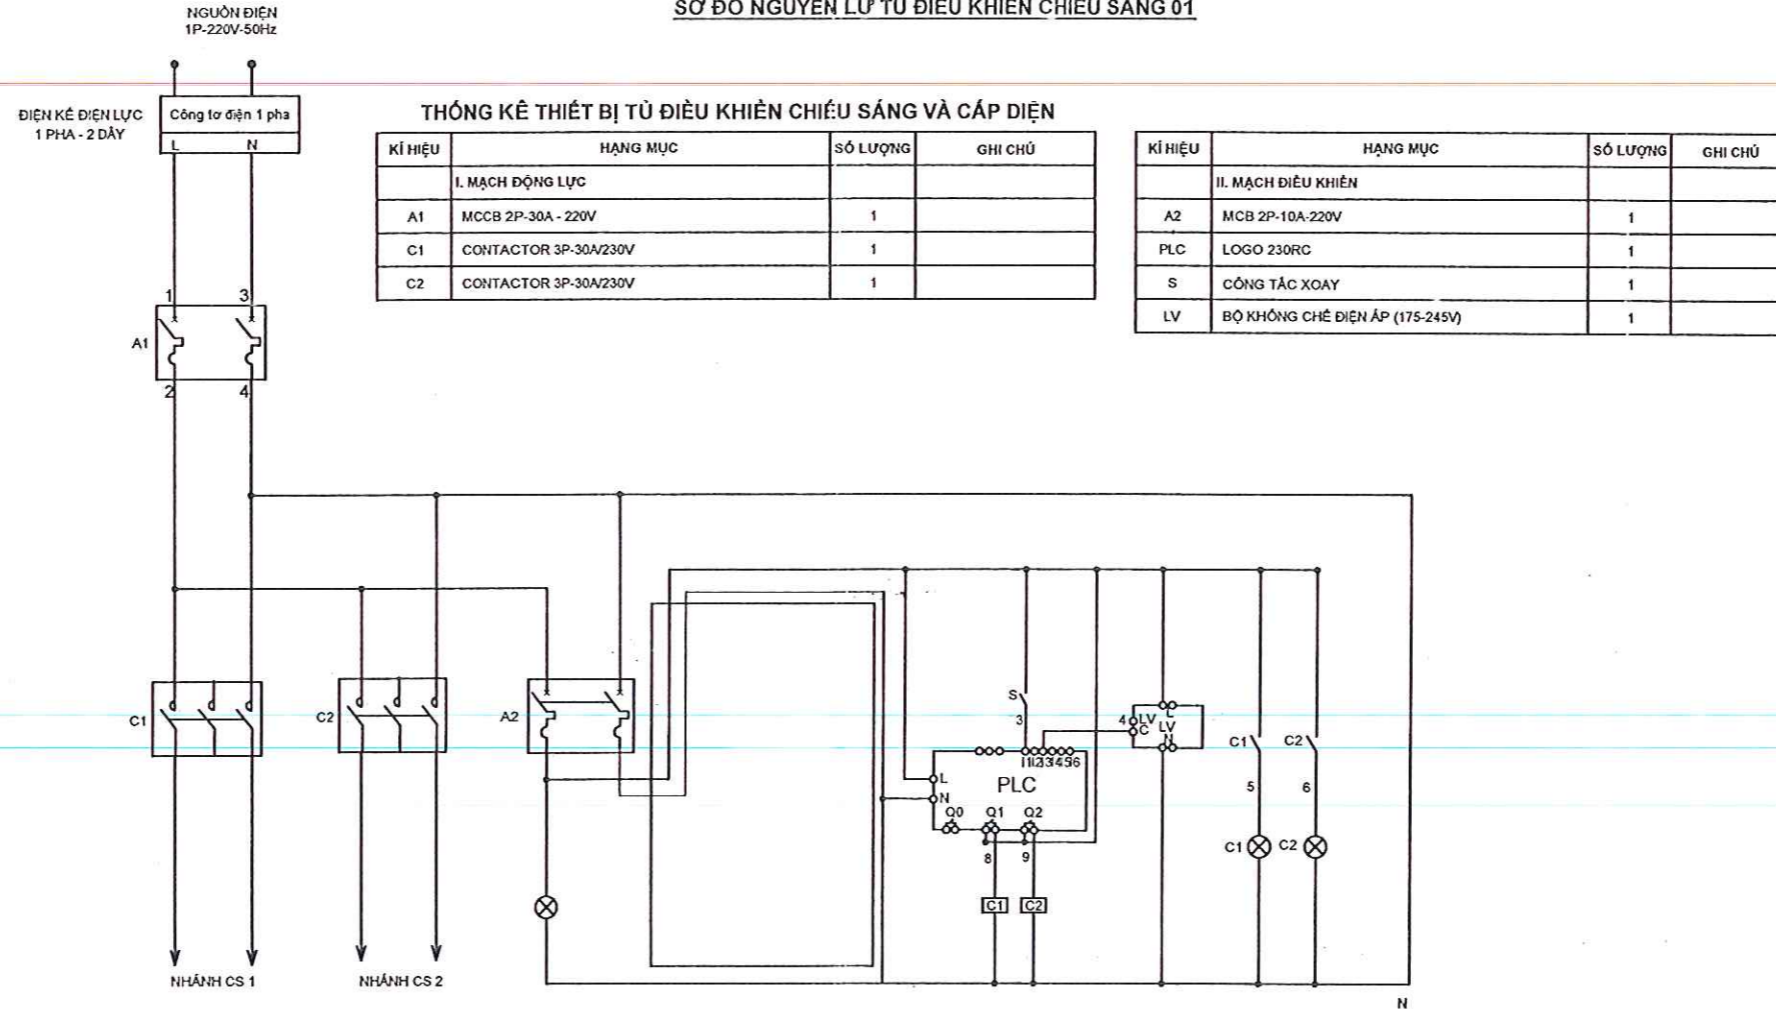 SƠ ĐỒ NGUYÊN LƯ TỦ ĐIỀU KHIỂN CHIẾU SÁNG 01
NGUỒN ĐIỆN
1P-220V-50Hz
ĐIỆN KẾ ĐIỆN LỰC
1 PHA - 2 DÂY
Công tơ điện 1 pha
L N
THỐNG KÊ THIẾT BỊ TỦ ĐIỀU KHIỂN CHIẾU SÁNG VÀ CẤP DIỆN
KÍ HIỆU HẠNG MỤC SỐ LƯỢNG GHI CHÚ
I. MẠCH ĐỘNG LỰC
A1 MCCB 2P-30A - 220V 1
C1 CONTACTOR 3P-30A/230V 1
C2 CONTACTOR 3P-30A/230V 1
KÍ HIỆU HẠNG MỤC SỐ LƯỢNG GHI CHÚ
II. MẠCH ĐIỀU KHIỂN
A2 MCB 2P-10A-220V 1
PLC LOGO 230RC 1
S CÔNG TẮC XOAY 1
LV BỘ KHỐNG CHẾ ĐIỆN ÁP (175-245V) 1
1 3
A1
2 4
C1
C2
A2
S
3
4 LV L
C LV
N
I1I2I3I4I5I6
L PLC
N
Q0 Q1 Q2
8 9
C1 C2
C1 C2
5 6
C1 C2
NHÁNH CS 1
NHÁNH CS 2
N